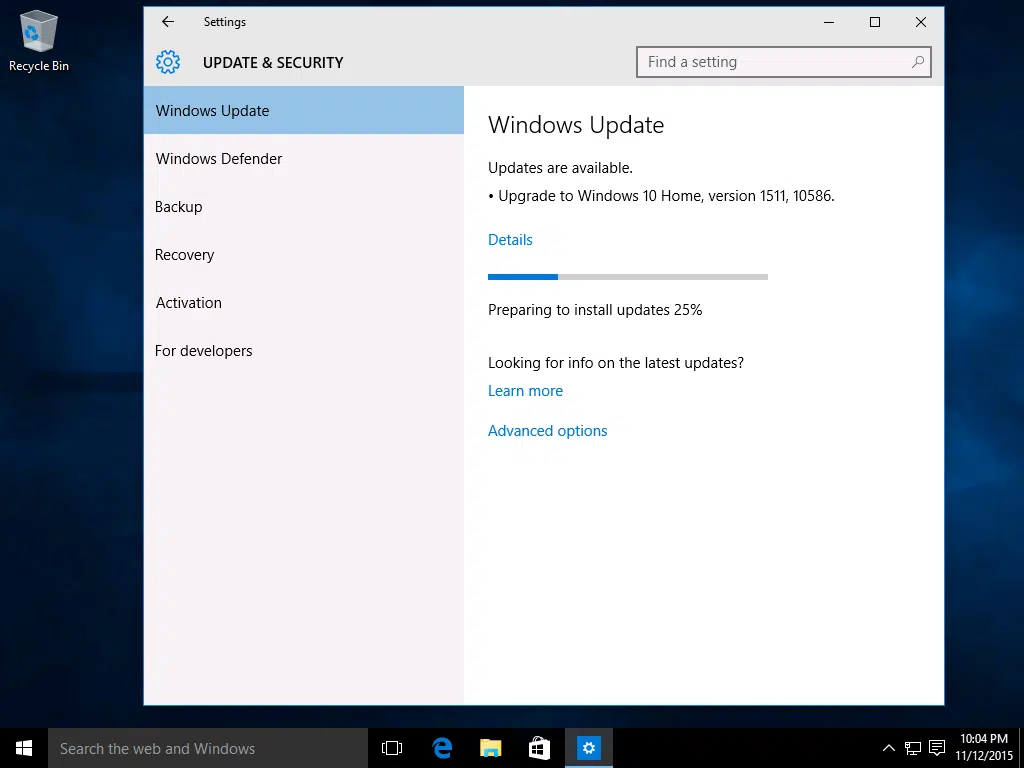 Recycle Bin
Settings
UPDATE & SECURITY
Find a setting
Windows Update
Windows Defender
Backup
Recovery
Activation
For developers
Windows Update
Updates are available.
• Upgrade to Windows 10 Home, version 1511, 10586.
Details
Preparing to install updates 25%
Looking for info on the latest updates?
Learn more
Advanced options
Search the web and Windows
10:04 PM
11/12/2015